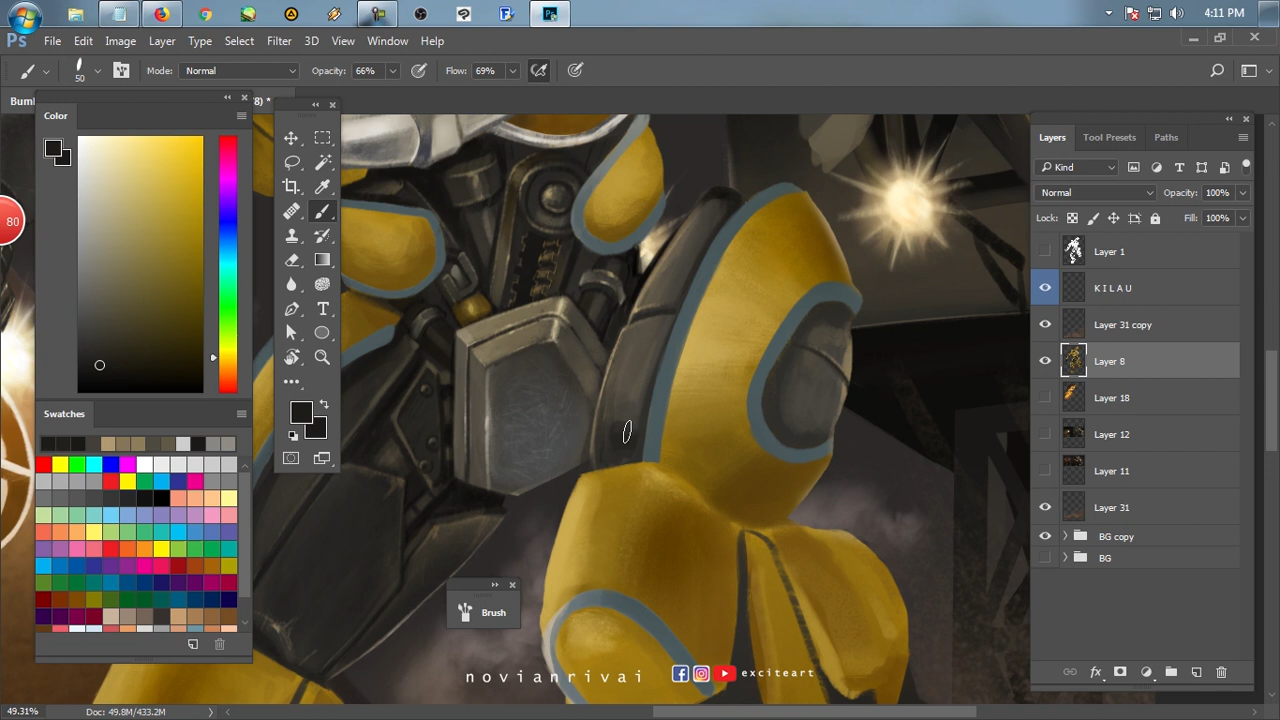 4:11 PM
Ps File Edit Image Layer Type Select Filter 3D View Window Help
50 Mode: Normal Opacity: 66% Flow: 69%
Bum 8) *
Color
80
Swatches
Brush
Layers Tool Presets Paths
Kind
Normal Opacity: 100%
Lock: Fill: 100%
Layer 1
K I L A U
Layer 31 copy
Layer 8
Layer 18
Layer 12
Layer 11
Layer 31
BG copy
BG
novianrivai exciteart
49.31% Doc: 49.8M/433.2M